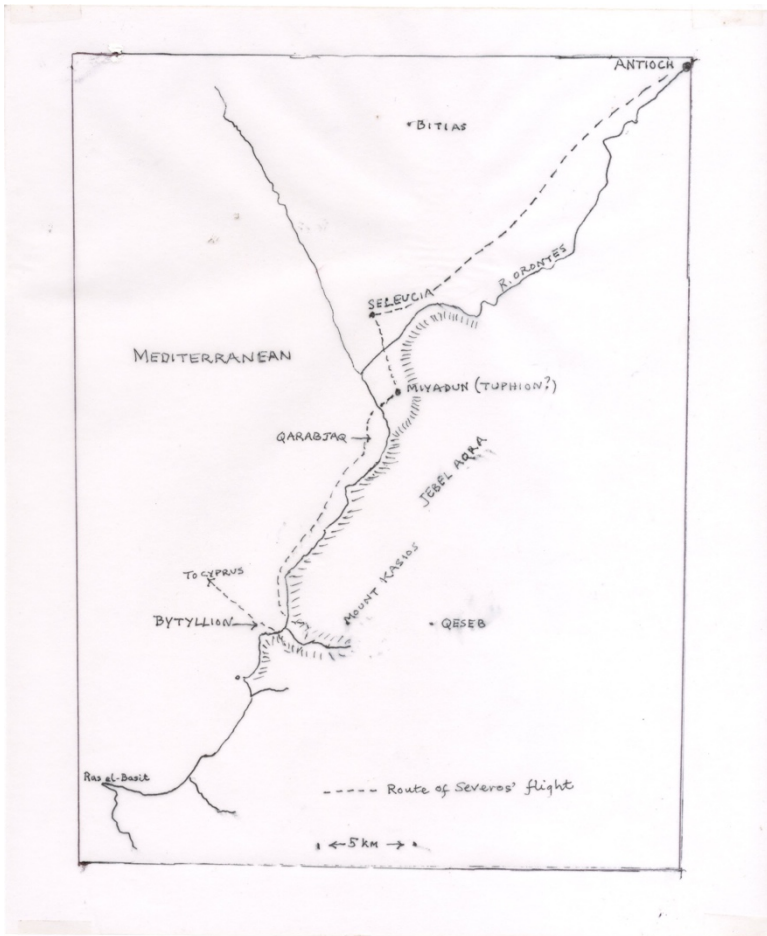 ANTIOCH
BITIAS
R. ORONTES
SELEUCIA
MEDITERRANEAN
MIYADUN (TUPHION?)
QARABJAQ
JEBEL AQRA
TO CYPRUS
MOUNT KASIOS
BYTYLLION
QESEB
Ras el-Basit
Route of Severos' flight
5 KM